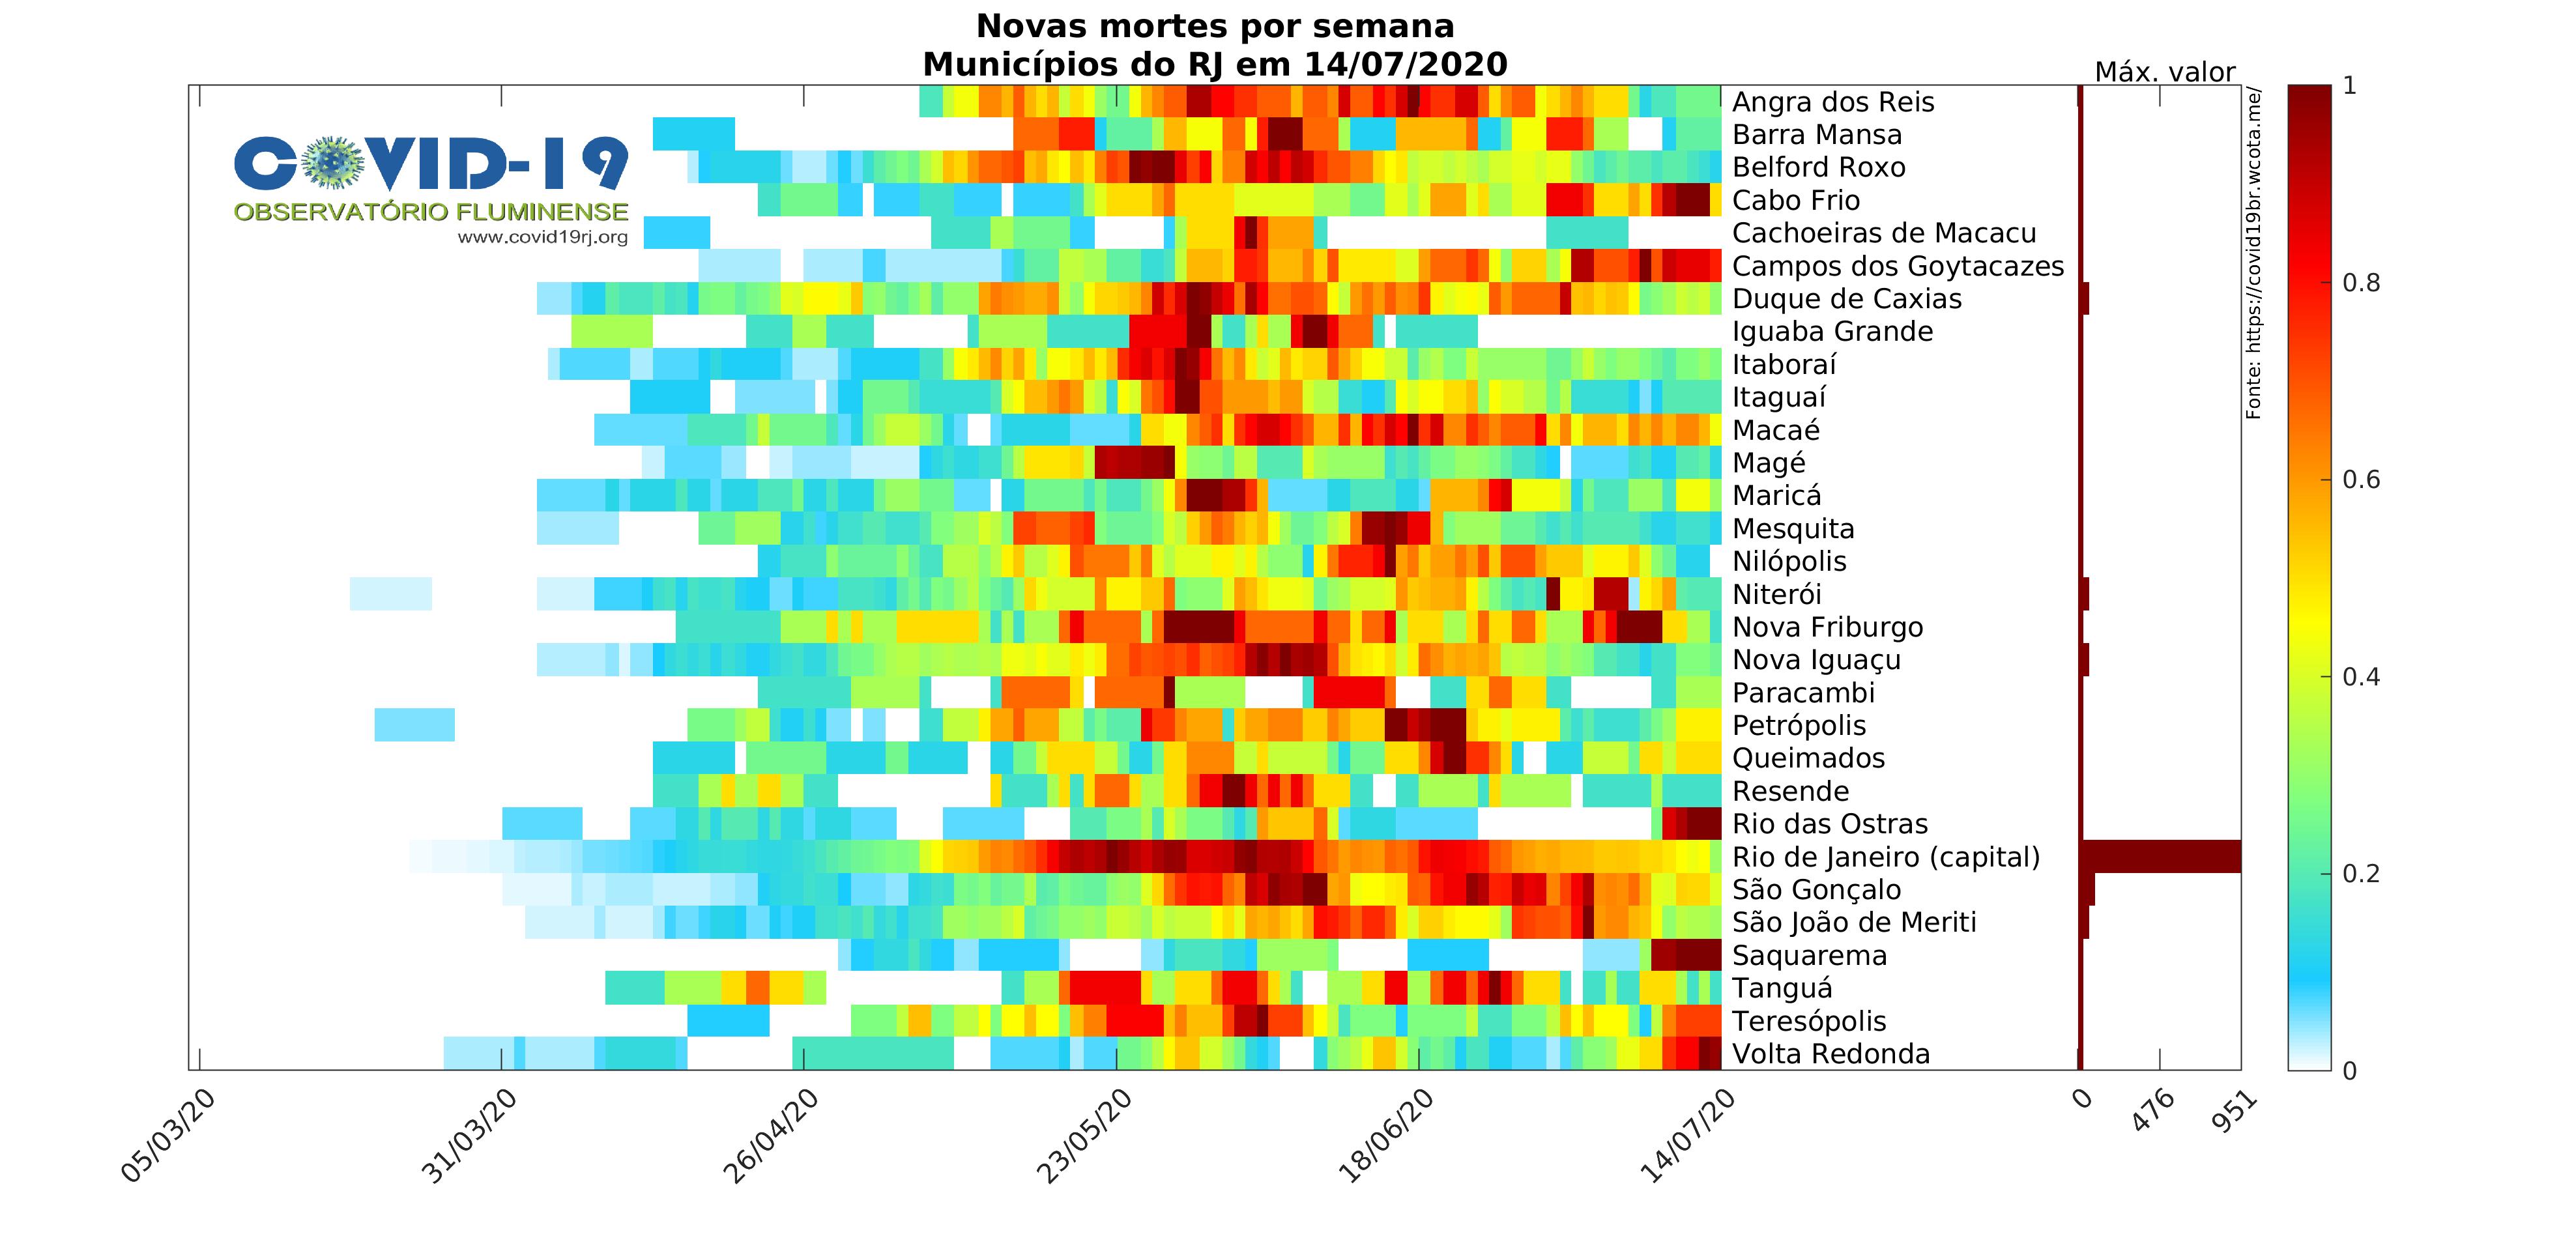 Novas mortes por semana
Municípios do RJ em 14/07/2020
Máx. valor
COVID-19
OBSERVATÓRIO FLUMINENSE
www.covid19rj.org
Angra dos Reis
Barra Mansa
Belford Roxo
Cabo Frio
Cachoeiras de Macacu
Campos dos Goytacazes
Duque de Caxias
Iguaba Grande
Itaboraí
Itaguaí
Macaé
Magé
Maricá
Mesquita
Nilópolis
Niterói
Nova Friburgo
Nova Iguaçu
Paracambi
Petrópolis
Queimados
Resende
Rio das Ostras
Rio de Janeiro (capital)
São Gonçalo
São João de Meriti
Saquarema
Tanguá
Teresópolis
Volta Redonda
Fonte: https://covid19br.wcota.me/
1
0.8
0.6
0.4
0.2
0
05/03/20
31/03/20
26/04/20
23/05/20
18/06/20
14/07/20
0
476
951